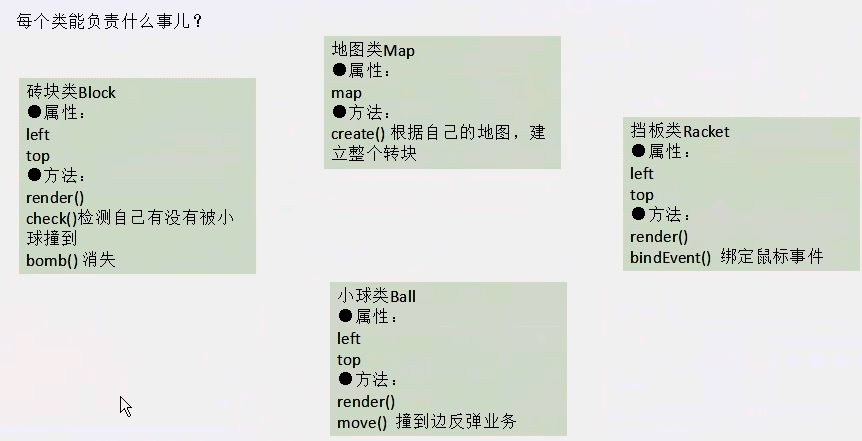 每个类能负责什么事儿？
砖块类Block
●属性：
left
top
●方法：
render()
check()检测自己有没有被小
球撞到
bomb() 消失
地图类Map
●属性：
map
●方法：
create() 根据自己的地图，建
立整个转块
小球类Ball
●属性：
left
top
●方法：
render()
move() 撞到边反弹业务
挡板类Racket
●属性：
left
top
●方法：
render()
bindEvent() 绑定鼠标事件